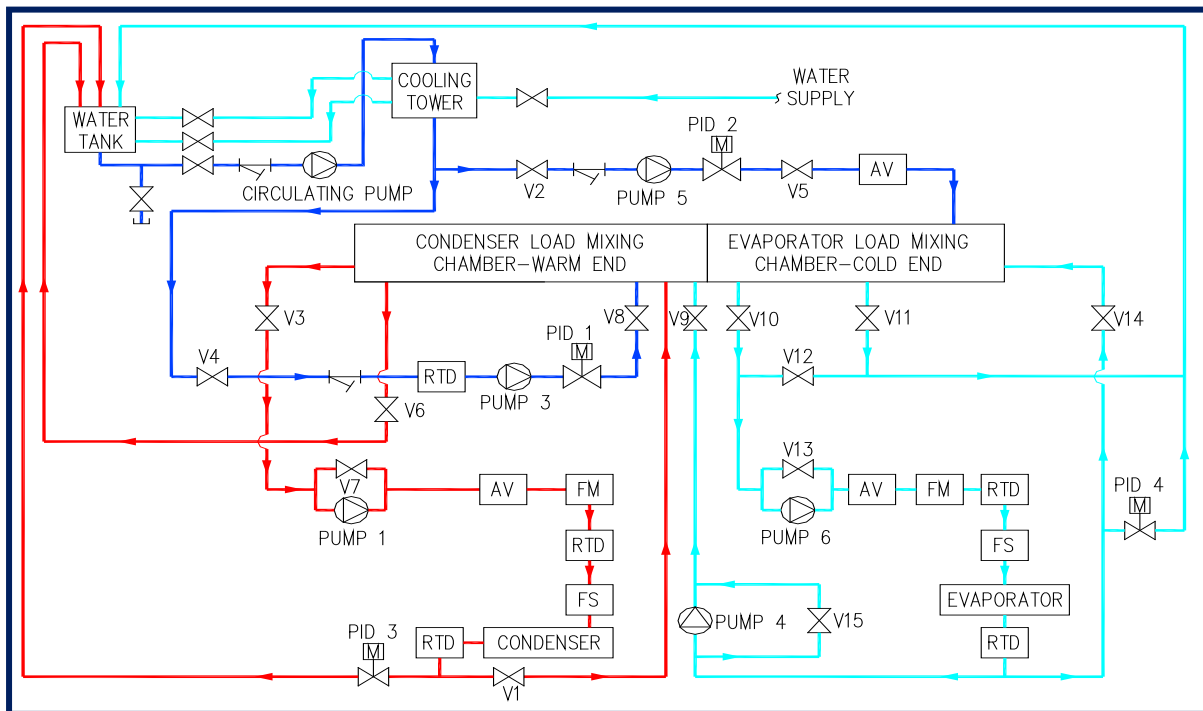 COOLING
TOWER
WATER
SUPPLY
WATER
TANK
PID 2
M
CIRCULATING PUMP
V2
PUMP 5
V5
AV
CONDENSER LOAD MIXING
CHAMBER-WARM END
EVAPORATOR LOAD MIXING
CHAMBER-COLD END
V3
V8
V9
V10
V11
V14
PID 1
M
V4
RTD
PUMP 3
V12
V6
V7
PUMP 1
AV
FM
RTD
FS
CONDENSER
RTD
PID 3
M
V1
V13
PUMP 6
AV
FM
RTD
FS
EVAPORATOR
RTD
PID 4
M
PUMP 4
V15